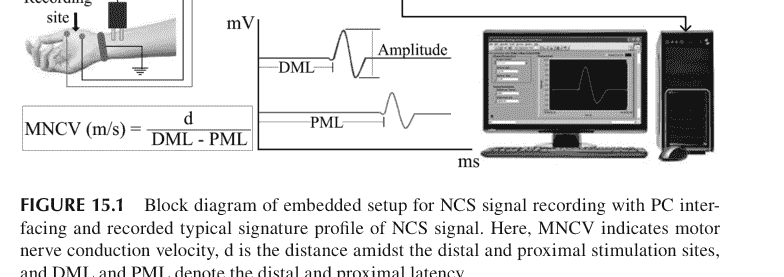 Recording
site
mV
Amplitude
DML
MNCV (m/s) = d
DML - PML
PML
ms
FIGURE 15.1 Block diagram of embedded setup for NCS signal recording with PC inter-
facing and recorded typical signature profile of NCS signal. Here, MNCV indicates motor
nerve conduction velocity, d is the distance amidst the distal and proximal stimulation sites,
and DML and PML denote the distal and proximal latency.